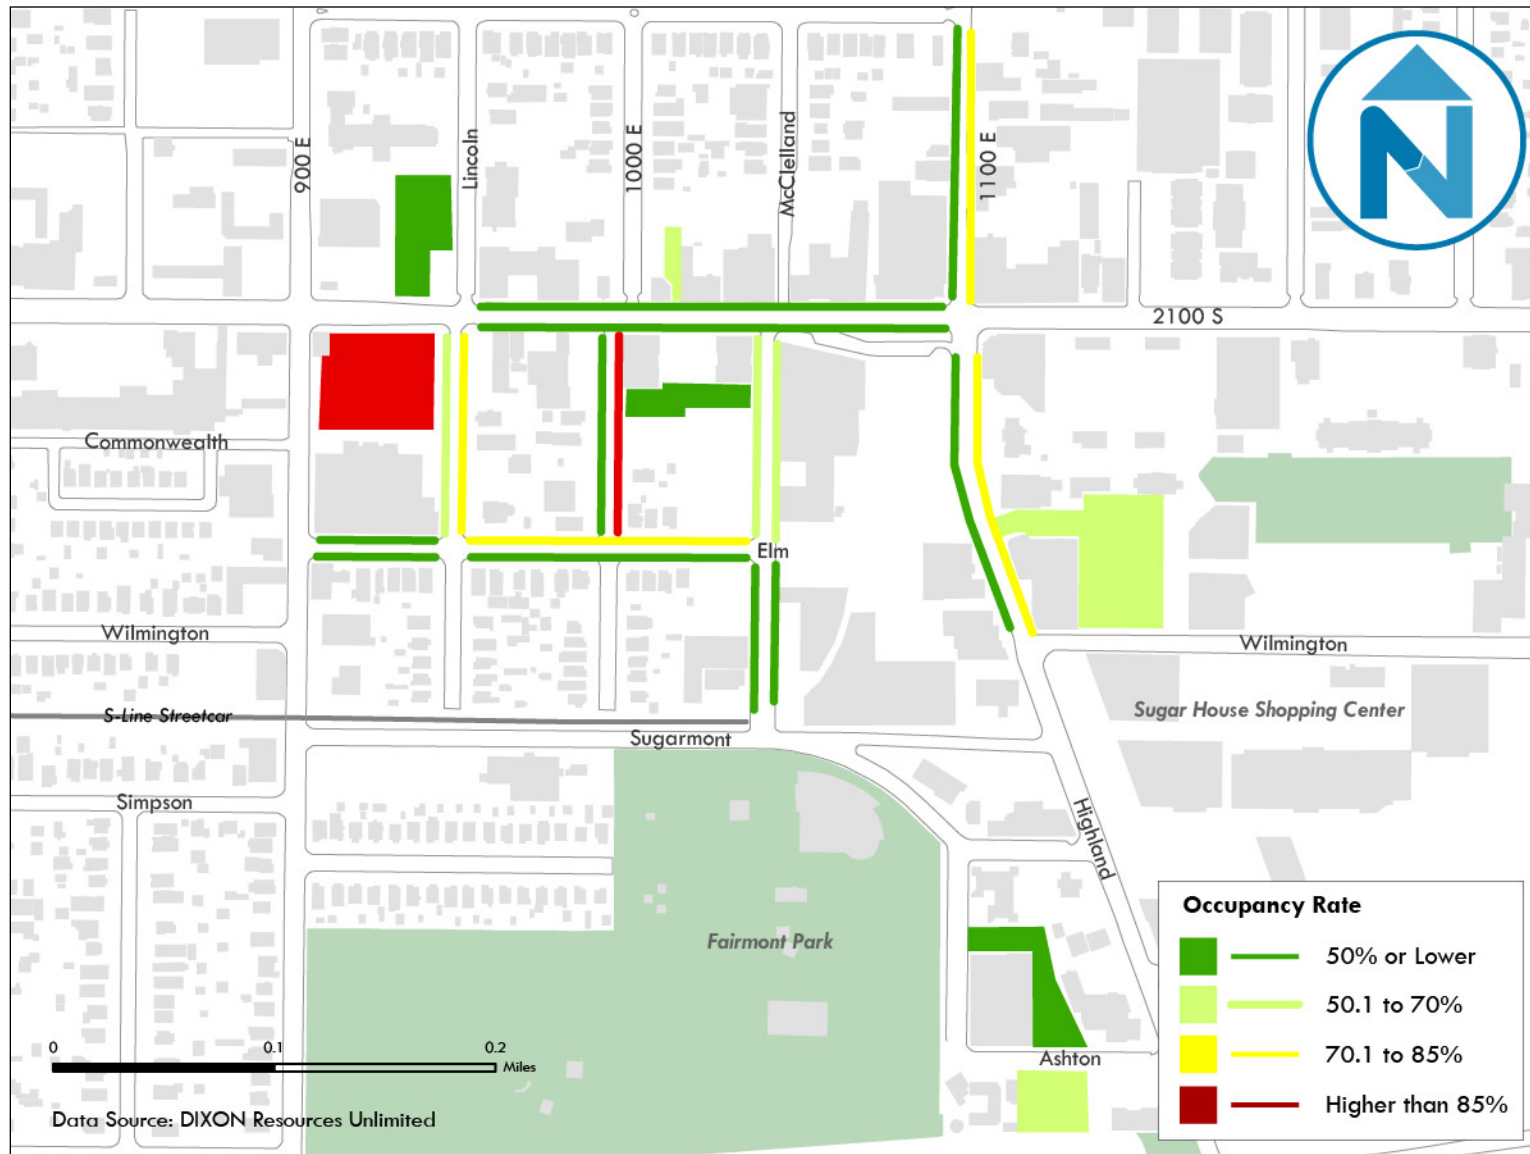 900 E
Lincoln
1000 E
McClelland
1100 E
N
2100 S
Commonwealth
Elm
Wilmington
Wilmington
S-Line Streetcar
Sugar House Shopping Center
Sugarmont
Simpson
Highland
Fairmont Park
Ashton
Occupancy Rate
50% or Lower
50.1 to 70%
70.1 to 85%
Higher than 85%
0 0.1 0.2
Miles
Data Source: DIXON Resources Unlimited